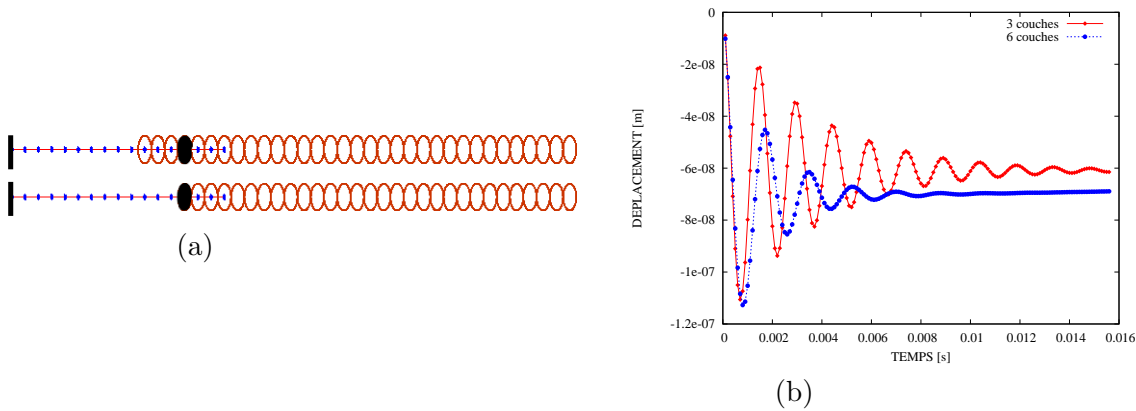 (a)
DEPLACEMENT [m]
0
-2e-08
-4e-08
-6e-08
-8e-08
-1e-07
-1.2e-07
3 couches
6 couches
0 0.002 0.004 0.006 0.008 0.01 0.012 0.014 0.016
TEMPS [s]
(b)